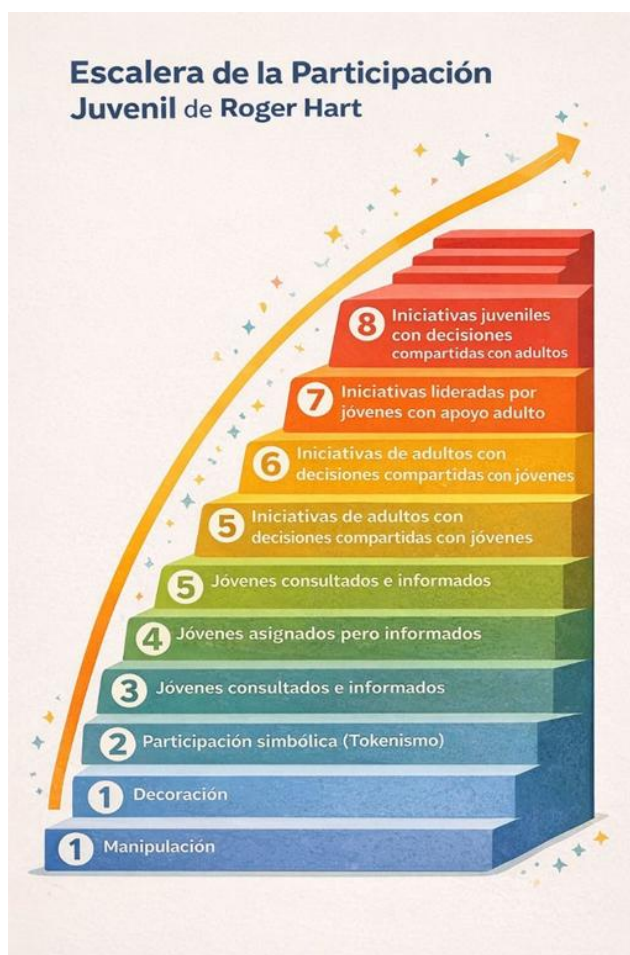 Escalera de la Participación
Juvenil de Roger Hart
8 Iniciativas juveniles
con decisiones
compartidas con adultos
7 Iniciativas lideradas por
jóvenes con apoyo adulto
6 Iniciativas de adultos con
decisiones compartidas con jóvenes
5 Iniciativas de adultos con
decisiones compartidas con jóvenes
5 Jóvenes consultados e informados
4 Jóvenes asignados pero informados
3 Jóvenes consultados e informados
2 Participación simbólica (Tokenismo)
1 Decoración
1 Manipulación